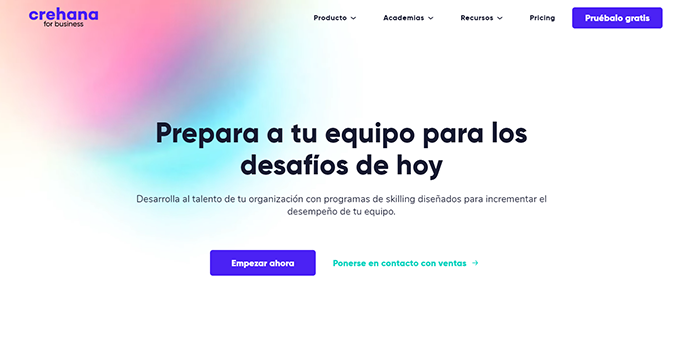 crehana
for business
Producto
Academias
Recursos
Pricing
Pruébalo gratis
Prepara a tu equipo para los
desafíos de hoy
Desarrolla al talento de tu organización con programas de skilling diseñados para incrementar el
desempeño de tu equipo.
Empezar ahora
Ponerse en contacto con ventas →